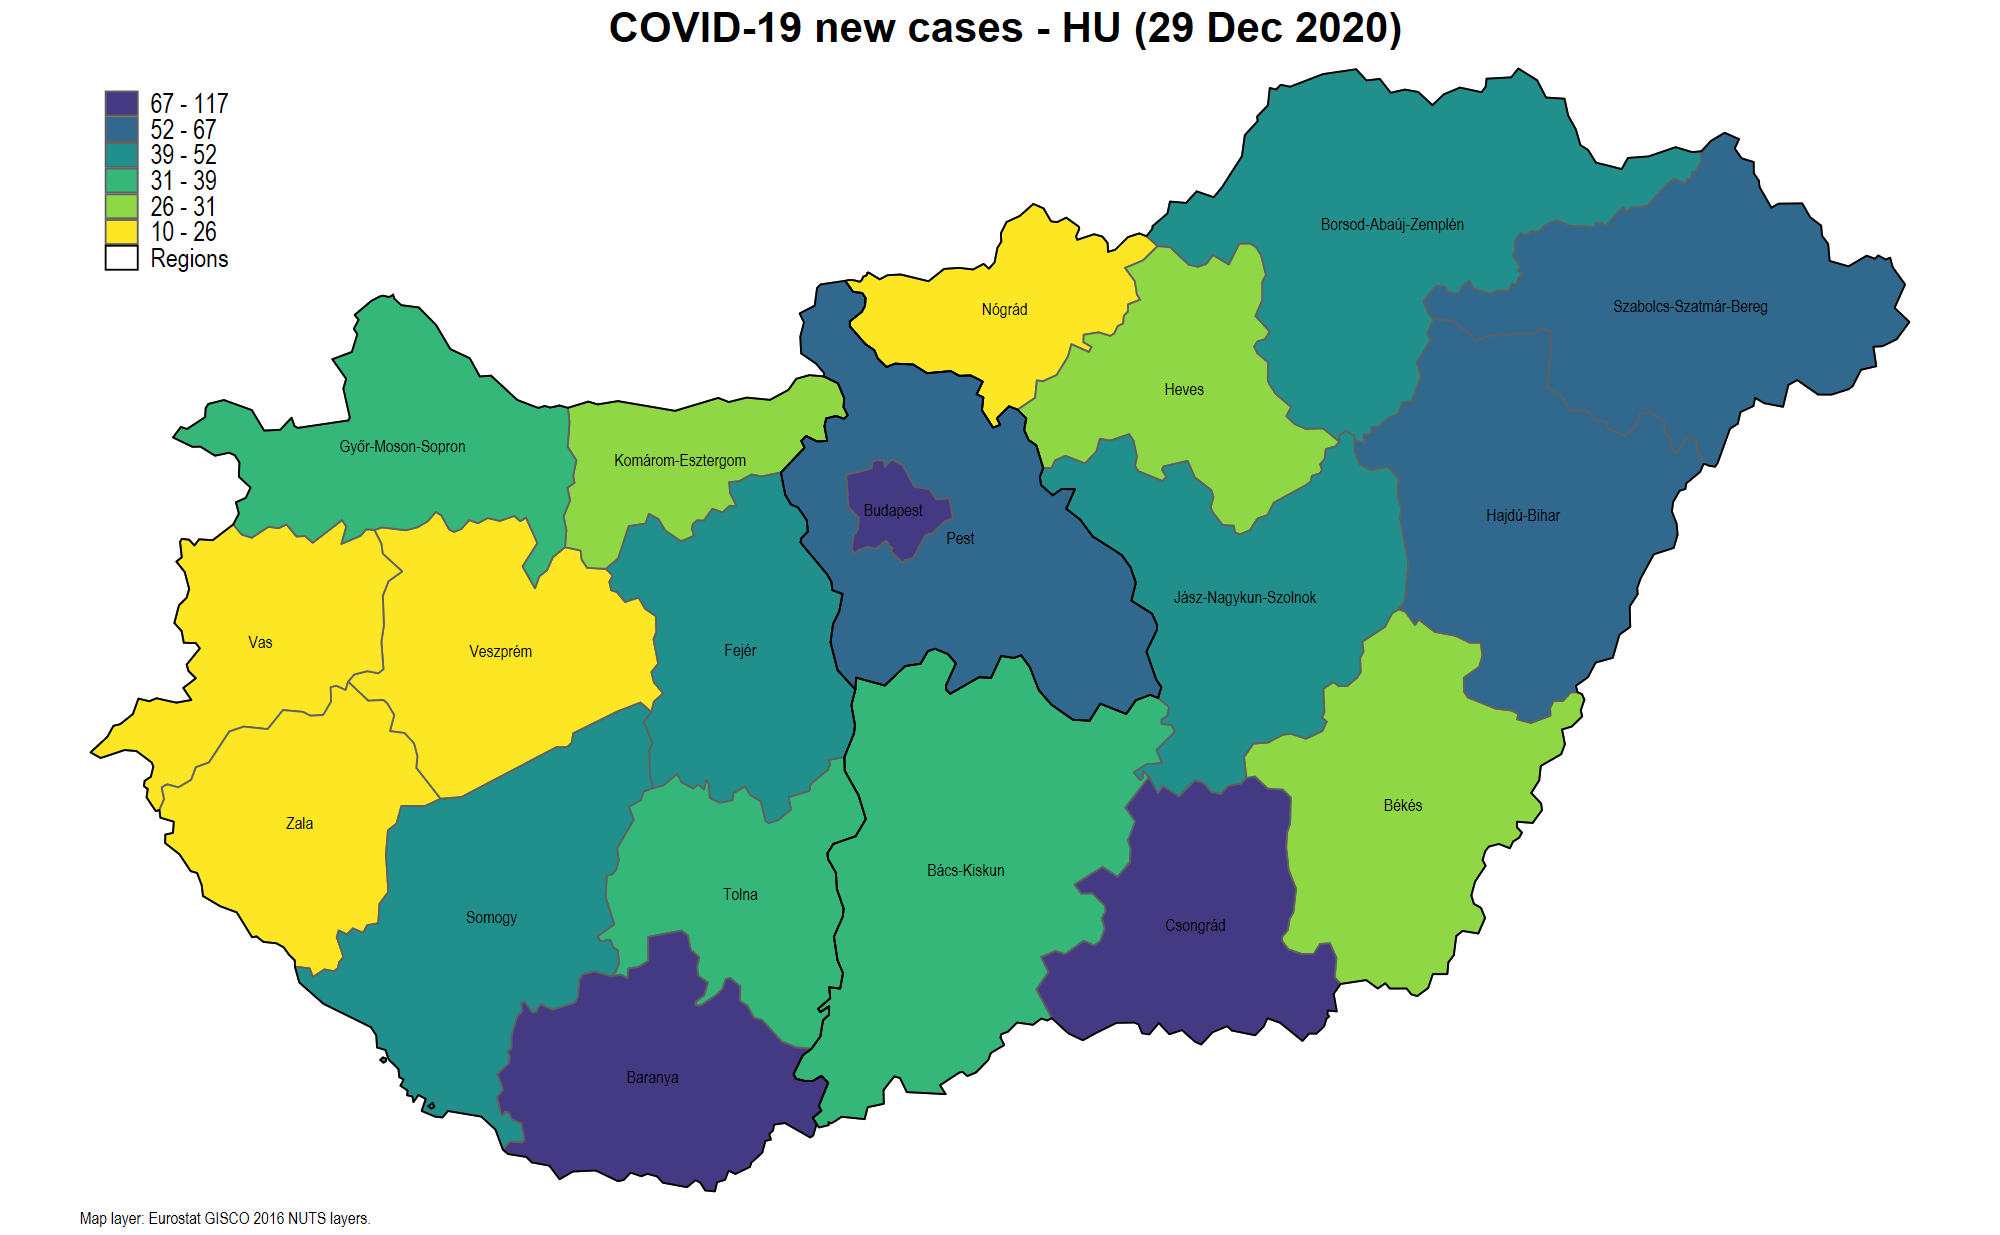 COVID-19 new cases - HU (29 Dec 2020)
67 - 117
52 - 67
39 - 52
31 - 39
26 - 31
10 - 26
Regions
Borsod-Abaúj-Zemplén
Szabolcs-Szatmár-Bereg
Nógrád
Heves
Győr-Moson-Sopron
Komárom-Esztergom
Budapest
Hajdú-Bihar
Pest
Jász-Nagykun-Szolnok
Vas
Veszprém
Fejér
Békés
Zala
Bács-Kiskun
Tolna
Somogy
Csongrád
Baranya
Map layer: Eurostat GISCO 2016 NUTS layers.